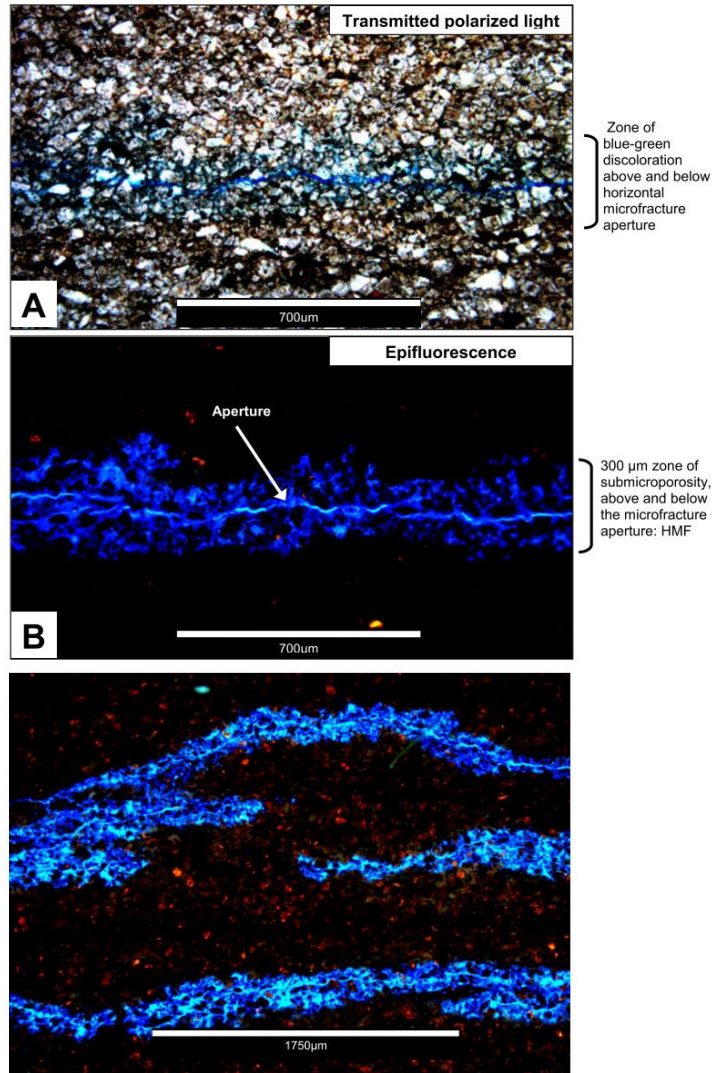 Transmitted polarized light
Zone of
blue-green
discoloration
above and below
horizontal
microfracture
aperture
A
700um
Epifluorescence
Aperture
300 µm zone of
submicroporosity,
above and below
the microfracture
aperture: HMF
B
700um
1750µm